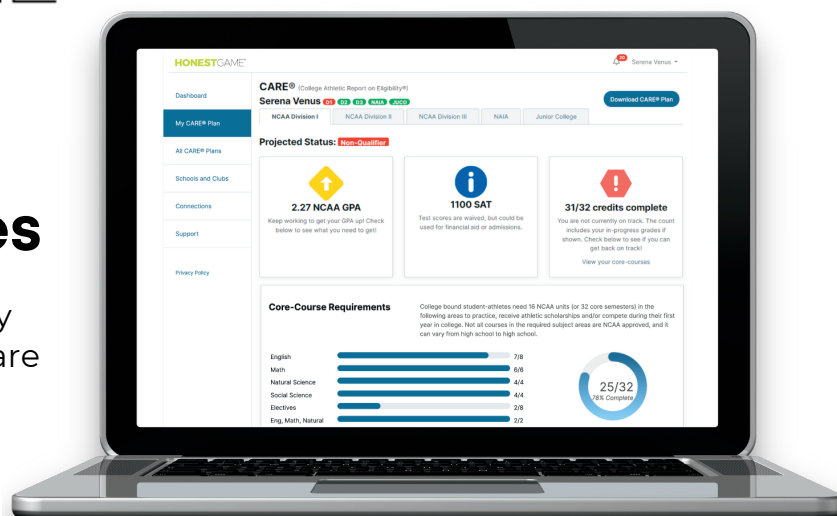 es
y
are
HONESTGAME
20
Serena Venus
Dashboard
My CARE® Plan
All CARE® Plans
Schools and Clubs
Connections
Support
Privacy Policy
CARE® (College Athletic Report on Eligibility®)
Serena Venus D1 D2 D3 NAIA JUCO
Download CARE® Plan
NCAA Division I NCAA Division II NCAA Division III NAIA Junior College
Projected Status: Non-Qualifier
2.27 NCAA GPA
Keep working to get your GPA up! Check
below to see what you need to get!
1100 SAT
Test scores are waived, but could be
used for financial aid or admissions.
31/32 credits complete
You are not currently on track. The count
includes your in-progress grades if
shown. Check below to see if you can
get back on track!
View your core-courses
Core-Course Requirements
College bound student-athletes need 16 NCAA units (or 32 core semesters) in the
following areas to practice, receive athletic scholarships and/or compete during their first
year in college. Not all courses in the required subject areas are NCAA approved, and it
can vary from high school to high school.
English 7/8
Math 6/6
Natural Science 4/4
Social Science 4/4
Electives 2/8
Eng, Math, Natural 2/2
25/32
78% Complete